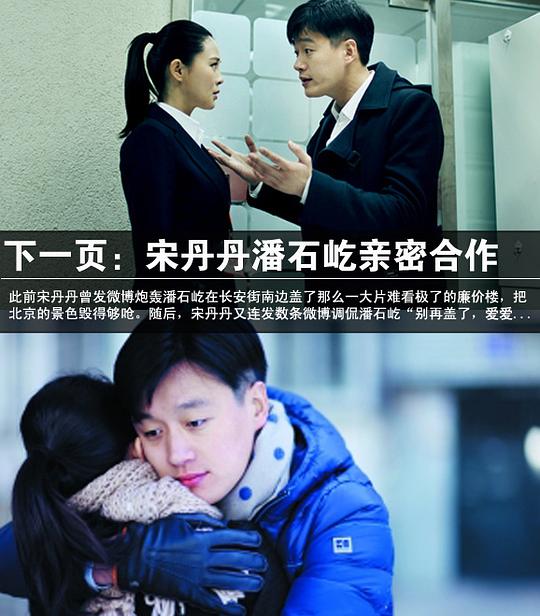 下一页：宋丹丹潘石屹亲密合作
此前宋丹丹曾发微博炮轰潘石屹在长安街南边盖了那么一大片难看极了的廉价楼，把
北京的景色毁得够呛。随后，宋丹丹又连发数条微博调侃潘石屹“别再盖了，爱爱...